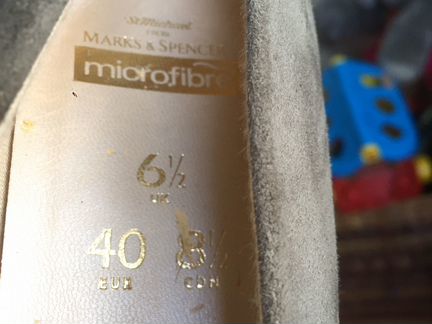 St Michael
FROM
MARKS & SPENCER
microfibre
6½
UK
40 8½
EUR CDN